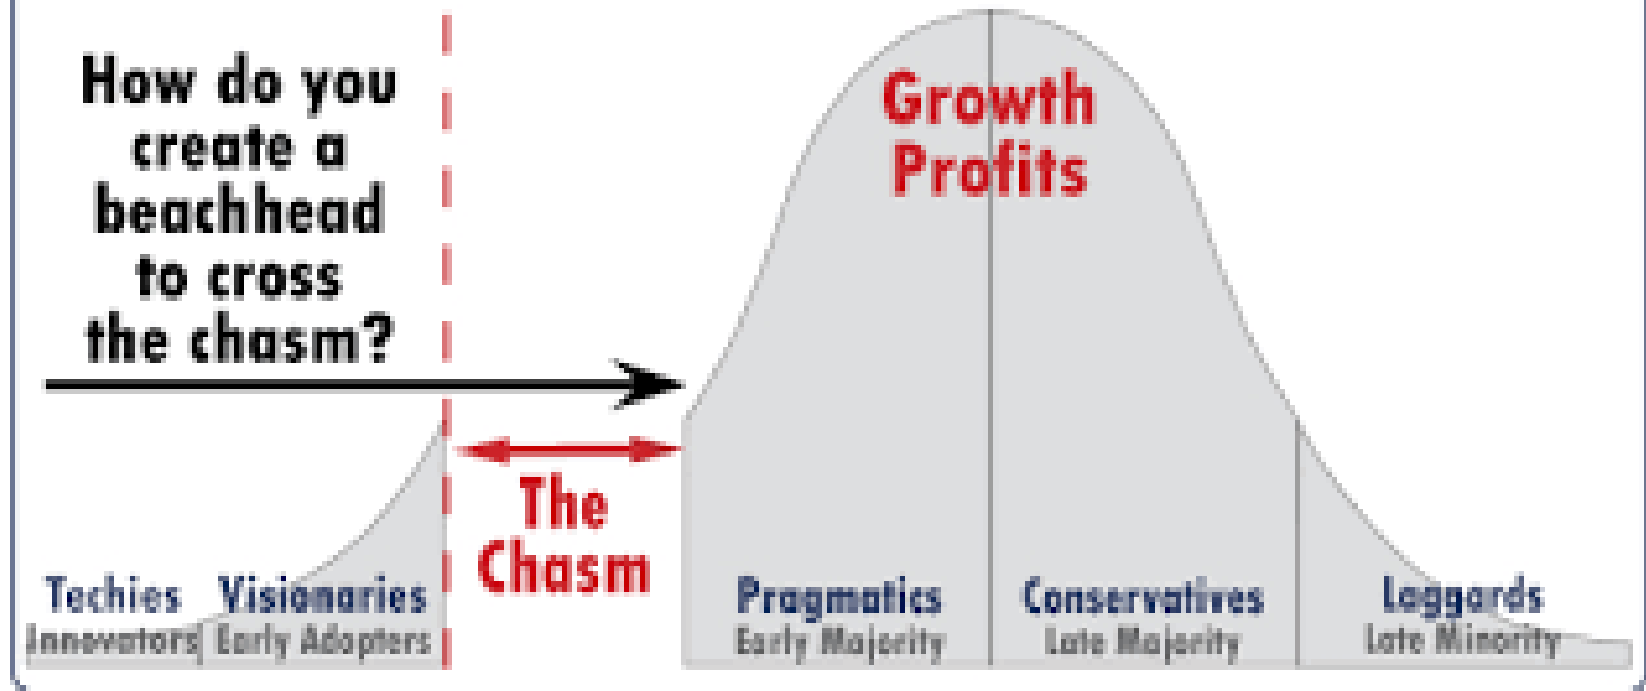 How do you
create a
beachhead
to cross
the chasm?
Growth
Profits
The
Chasm
Techies
Innovators
Visionaries
Early Adopters
Pragmatics
Early Majority
Conservatives
Late Majority
Laggards
Late Minority